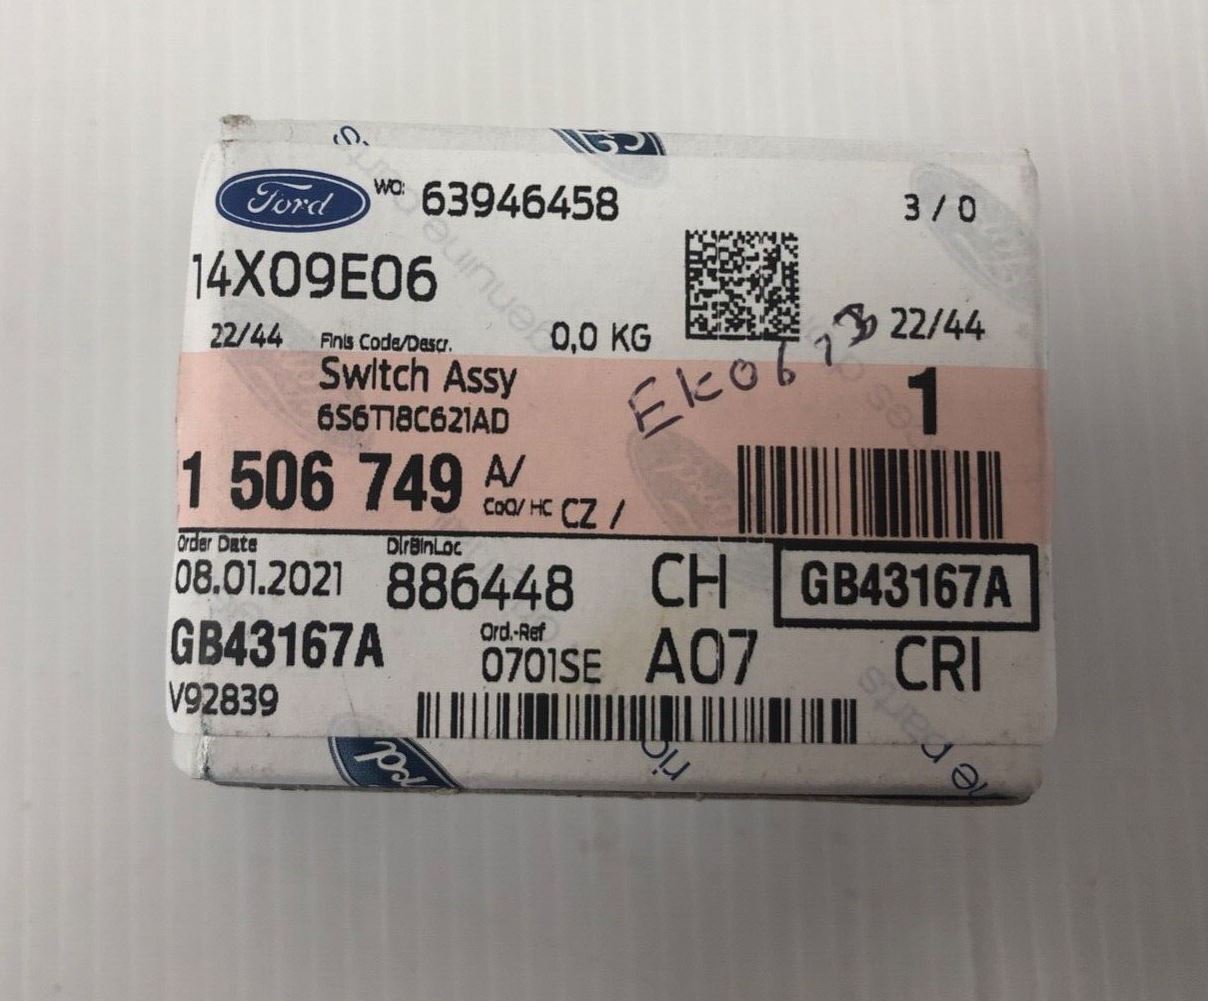 Ford WO: 63946458 3 / 0
14X09E06
22/44 Finis Code/Descr. 0,0 KG 22/44
Switch Assy 1
6S6T18C621AD
1 506 749 A/
CoO/ HC CZ /
Order Date DlrBinLoc
08.01.2021 886448 CH GB43167A
GB43167A Ord.-Ref
0701SE A07 CRI
V92839